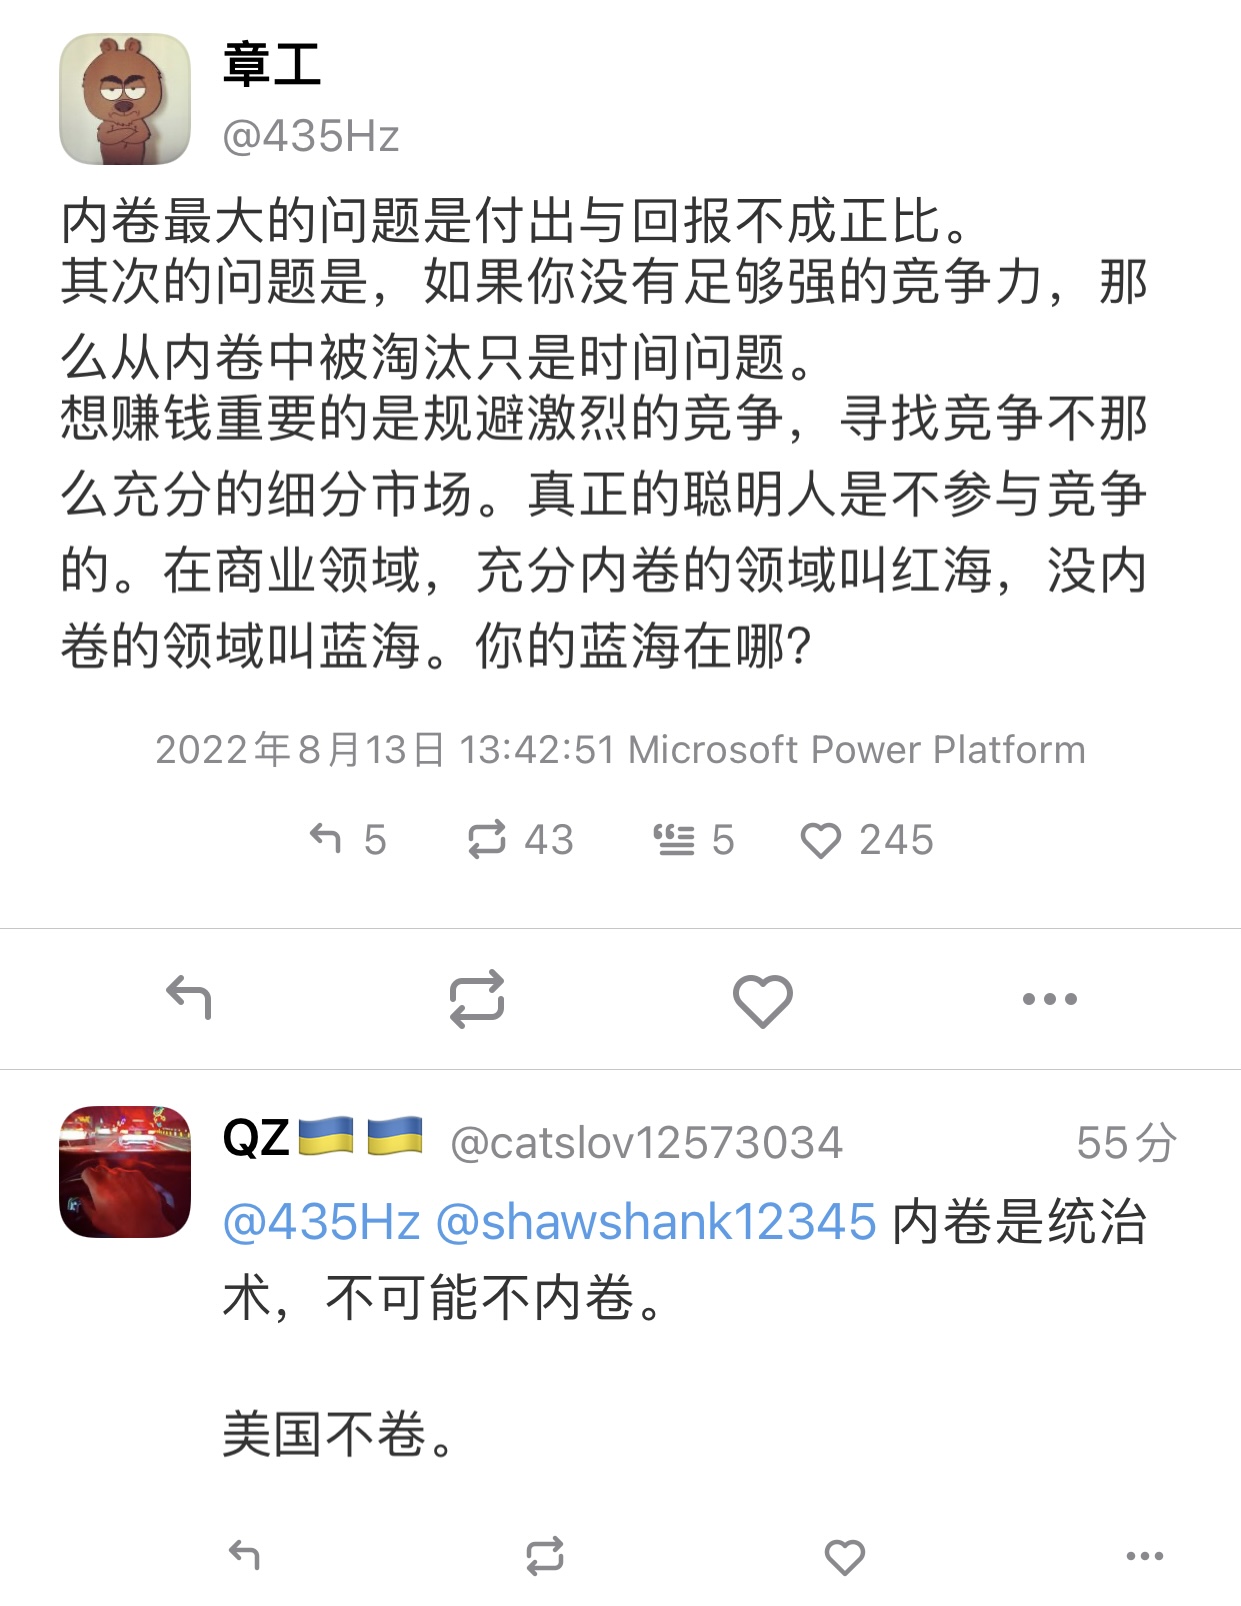 章工
@435Hz
内卷最大的问题是付出与回报不成正比。
其次的问题是，如果你没有足够强的竞争力，那
么从内卷中被淘汰只是时间问题。
想赚钱重要的是规避激烈的竞争，寻找竞争不那
么充分的细分市场。真正的聪明人是不参与竞争
的。在商业领域，充分内卷的领域叫红海，没内
卷的领域叫蓝海。你的蓝海在哪？
2022年8月13日 13:42:51 Microsoft Power Platform
5 43 5 245
QZ🇺🇦🇺🇦 @catslov12573034 55分
@435Hz @shawshank12345 内卷是统治
术，不可能不内卷。
美国不卷。